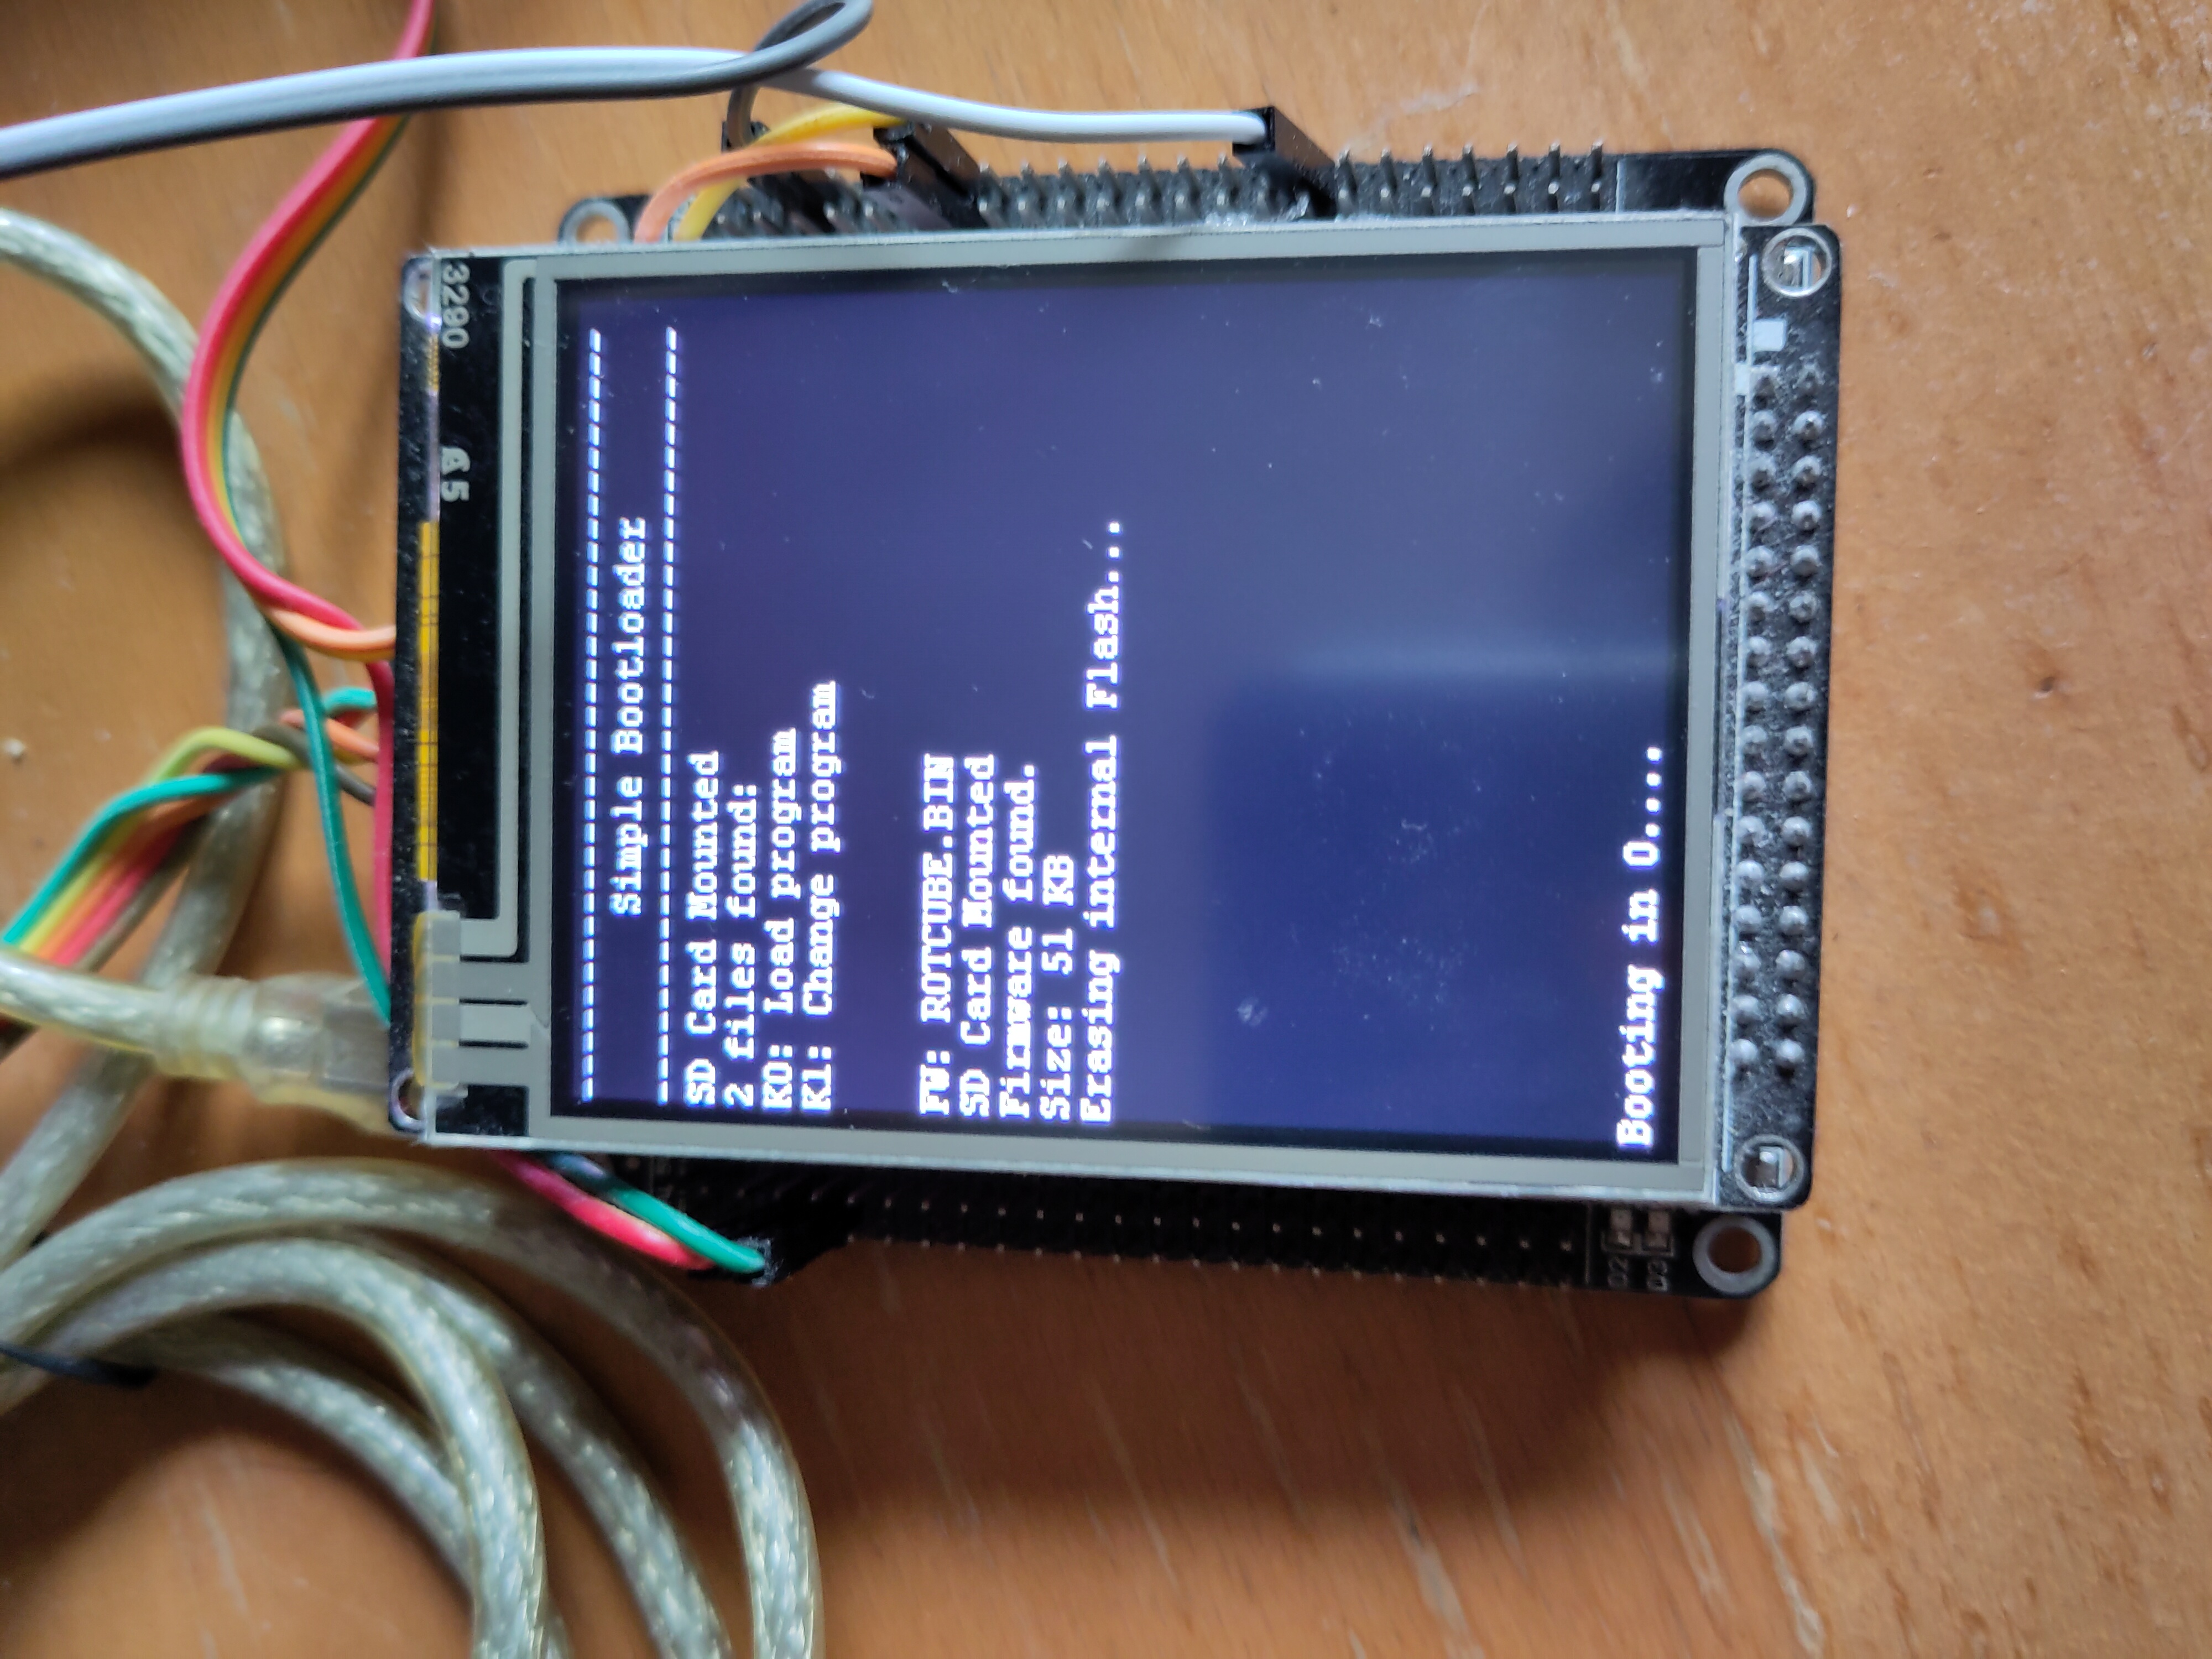 3290
A5
--------------------------------
Simple Bootloader
--------------------------------
SD Card Mounted
2 files found:
K0: Load program
K1: Change program
FW: ROTCUBE.BIN
SD Card Mounted
Firmware found.
Size: 51 KB
Erasing internal Flash...
Booting in 0....
D2
D3